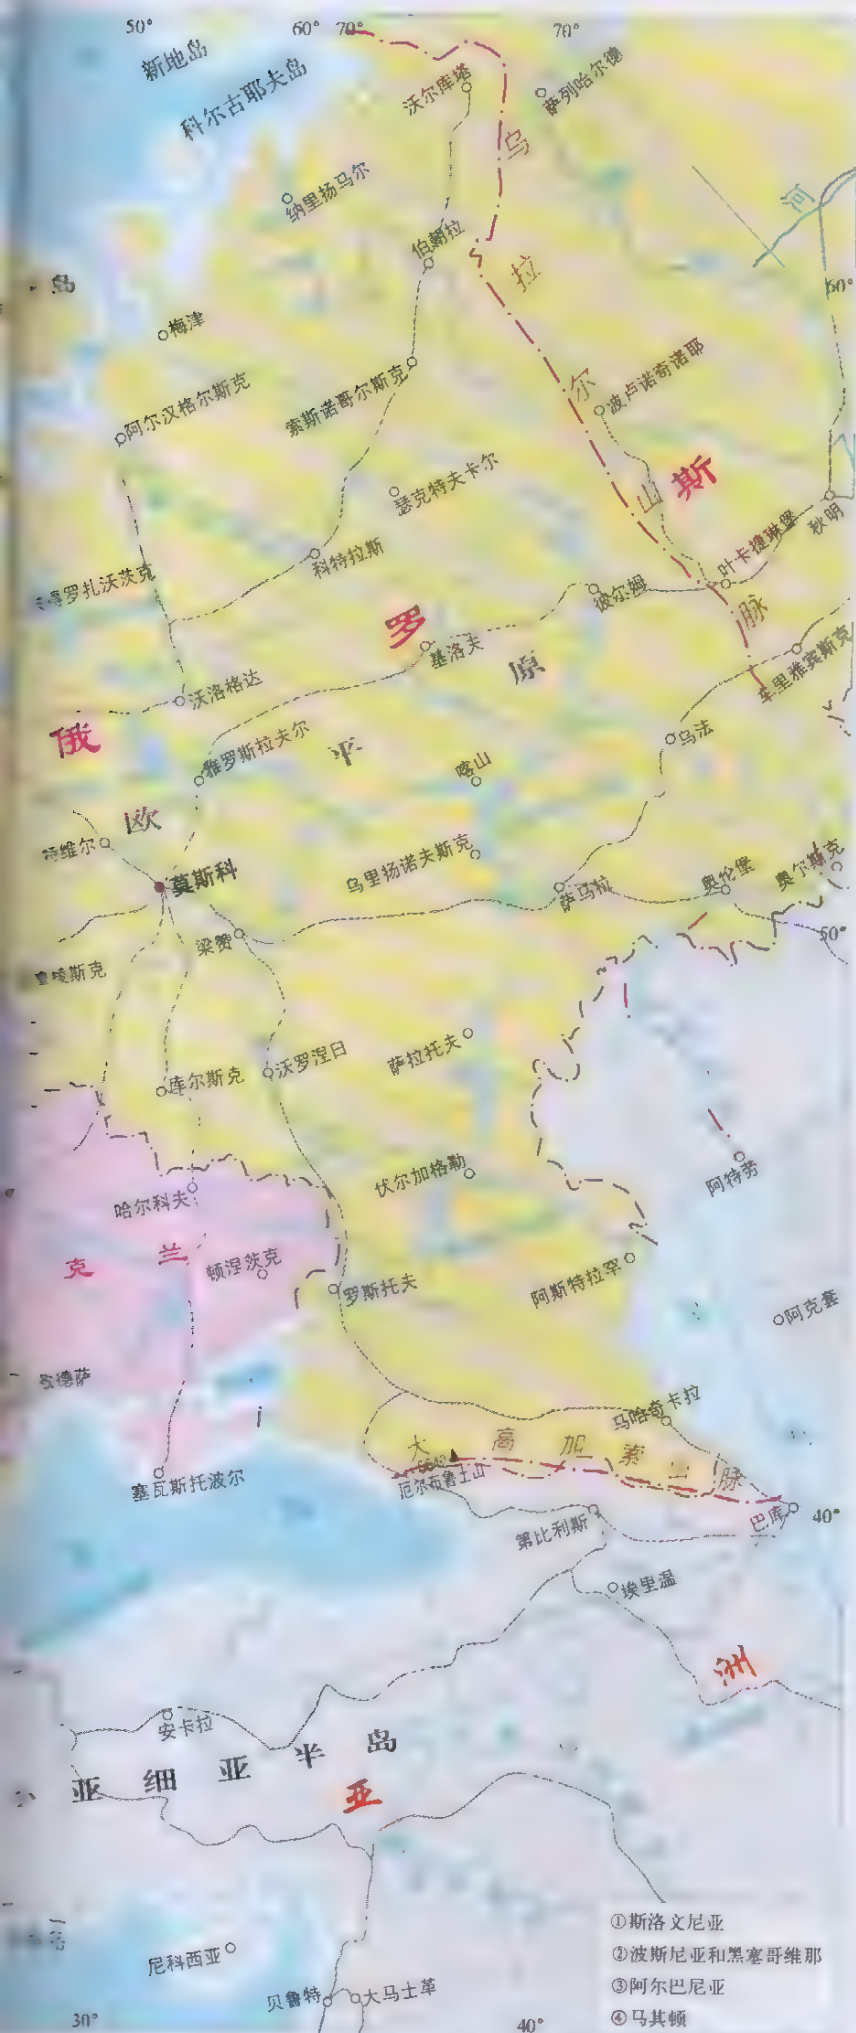 50°
60°
70°
70°
新地岛
科尔古耶夫岛
沃尔库塔
萨列哈尔德
乌
纳里扬马尔
河
伯朝拉
拉
岛
60°
梅津
尔
波卢诺奇诺耶
索斯诺哥尔斯克
阿尔汉格尔斯克
瑟克特夫卡尔
山
斯
秋明
科特拉斯
叶卡捷琳堡
得罗扎沃茨克
彼尔姆
罗
脉
基洛夫
原
车里雅宾斯克
沃洛格达
俄
雅罗斯拉夫尔
平
乌法
喀山
欧
特维尔
乌里扬诺夫斯克
莫斯科
萨马拉
奥伦堡
奥尔斯克
梁赞
50°
斯克
沃罗涅日
萨拉托夫
库尔斯克
伏尔加格勒
阿特劳
哈尔科夫
克
兰
顿涅茨克
罗斯托夫
阿斯特拉罕
阿克套
敖德萨
马哈奇卡拉
大
高
加
索
山
脉
厄尔布鲁士山
塞瓦斯托波尔
第比利斯
巴库
40°
埃里温
洲
安卡拉
亚
细
亚
半
岛
亚
①斯洛文尼亚
②波斯尼亚和黑塞哥维那
③阿尔巴尼亚
④马其顿
尼科西亚
贝鲁特
大马士革
30°
40°